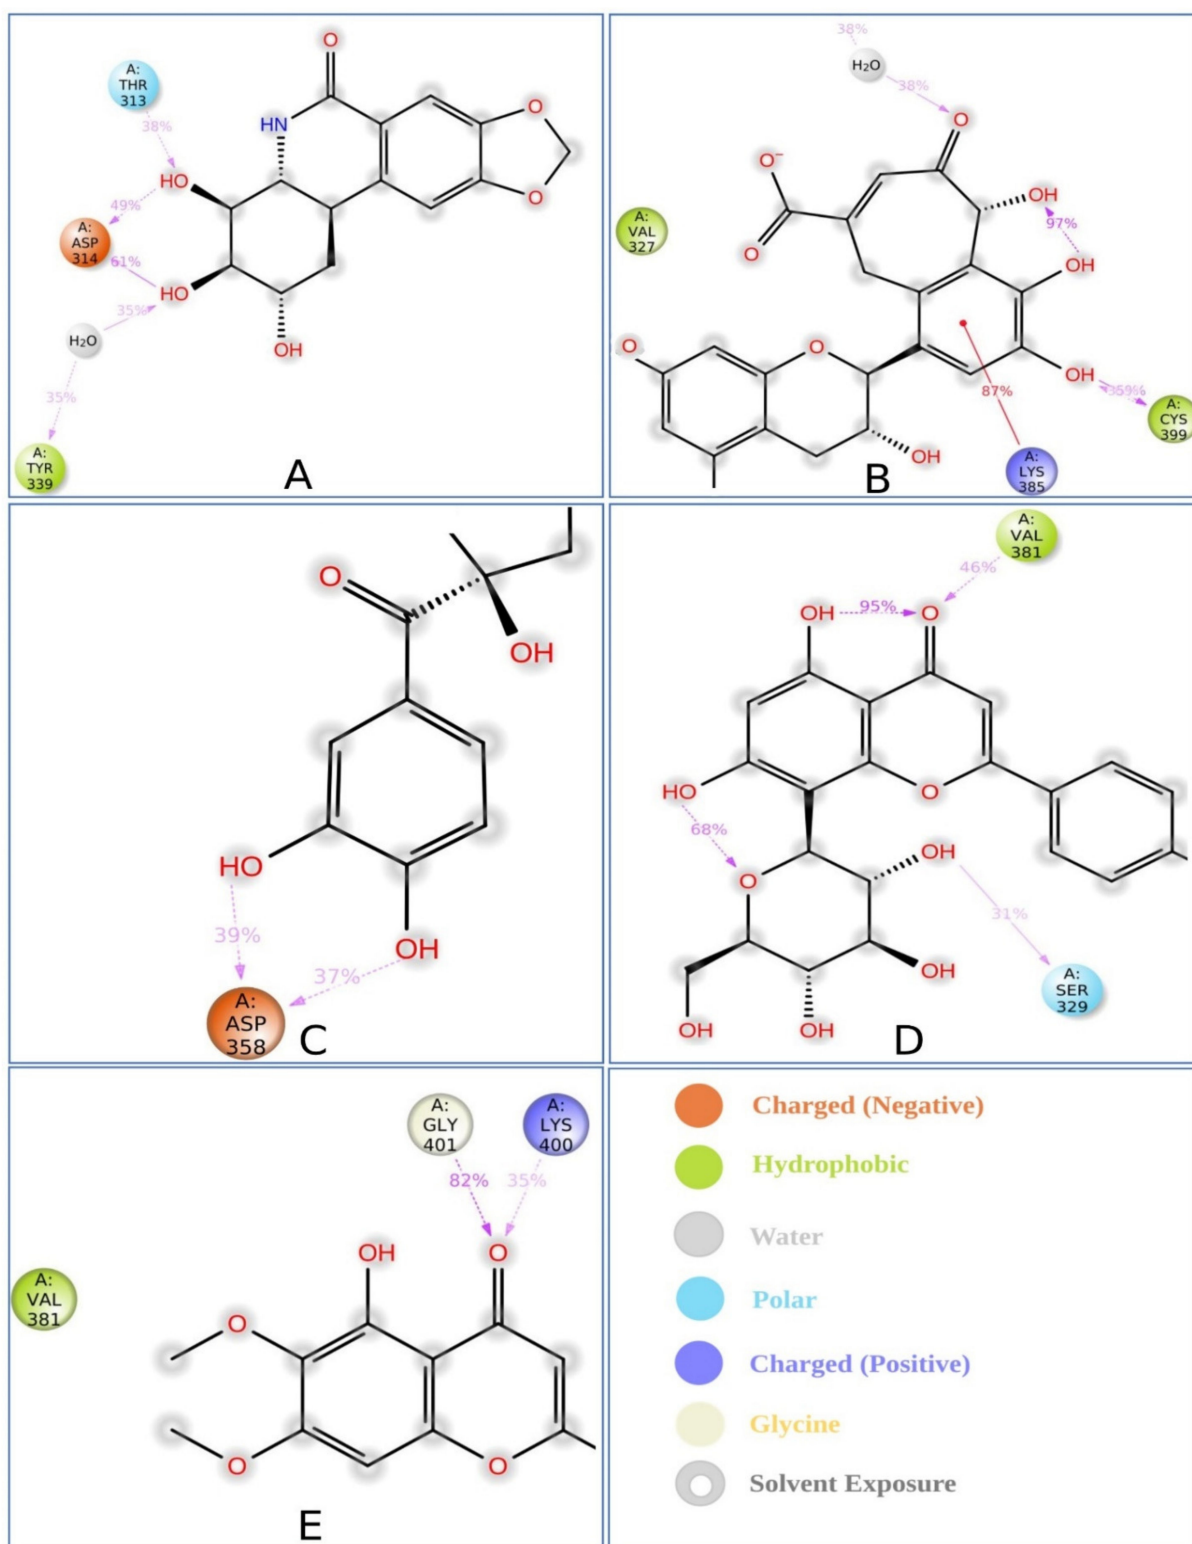 A:
THR
313
38%
O
HN
O
O
HO
49%
A:
ASP
314
61%
HO
35%
H₂O
OH
35%
A:
TYR
339
A
38%
H₂O
38%
O
O⁻
O
OH
97%
OH
A:
VAL
327
O
O
OH
87%
A:
CYS
399
OH
A:
LYS
385
B
O
OH
HO
OH
39%
37%
A:
ASP
358
C
A:
VAL
381
46%
OH
95%
O
HO
O
68%
OH
O
31%
OH
A:
SER
329
OH
OH
D
A:
GLY
401
A:
LYS
400
82%
35%
OH
O
A:
VAL
381
O
O
O
E
Charged (Negative)
Hydrophobic
Water
Polar
Charged (Positive)
Glycine
Solvent Exposure